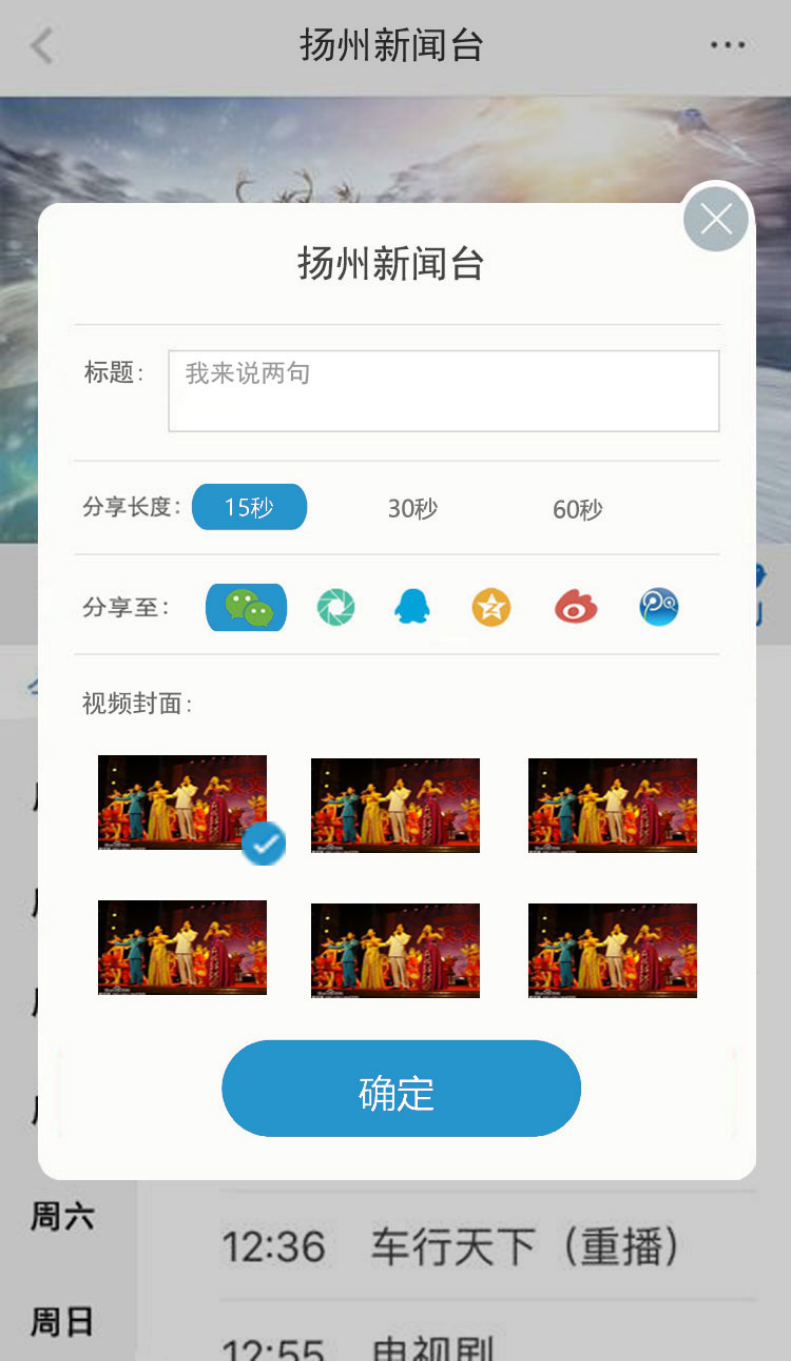 扬州新闻台
扬州新闻台
标题：
我来说两句
分享长度： 15秒 30秒 60秒
分享至：
视频封面：
确定
周六
12:36 车行天下（重播）
周日
12:55 电视剧